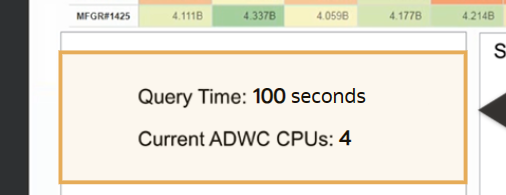 MFGR#1425 4.111B 4.337B 4.059B 4.177B 4.214B
S
Query Time: 100 seconds
Current ADWC CPUs: 4